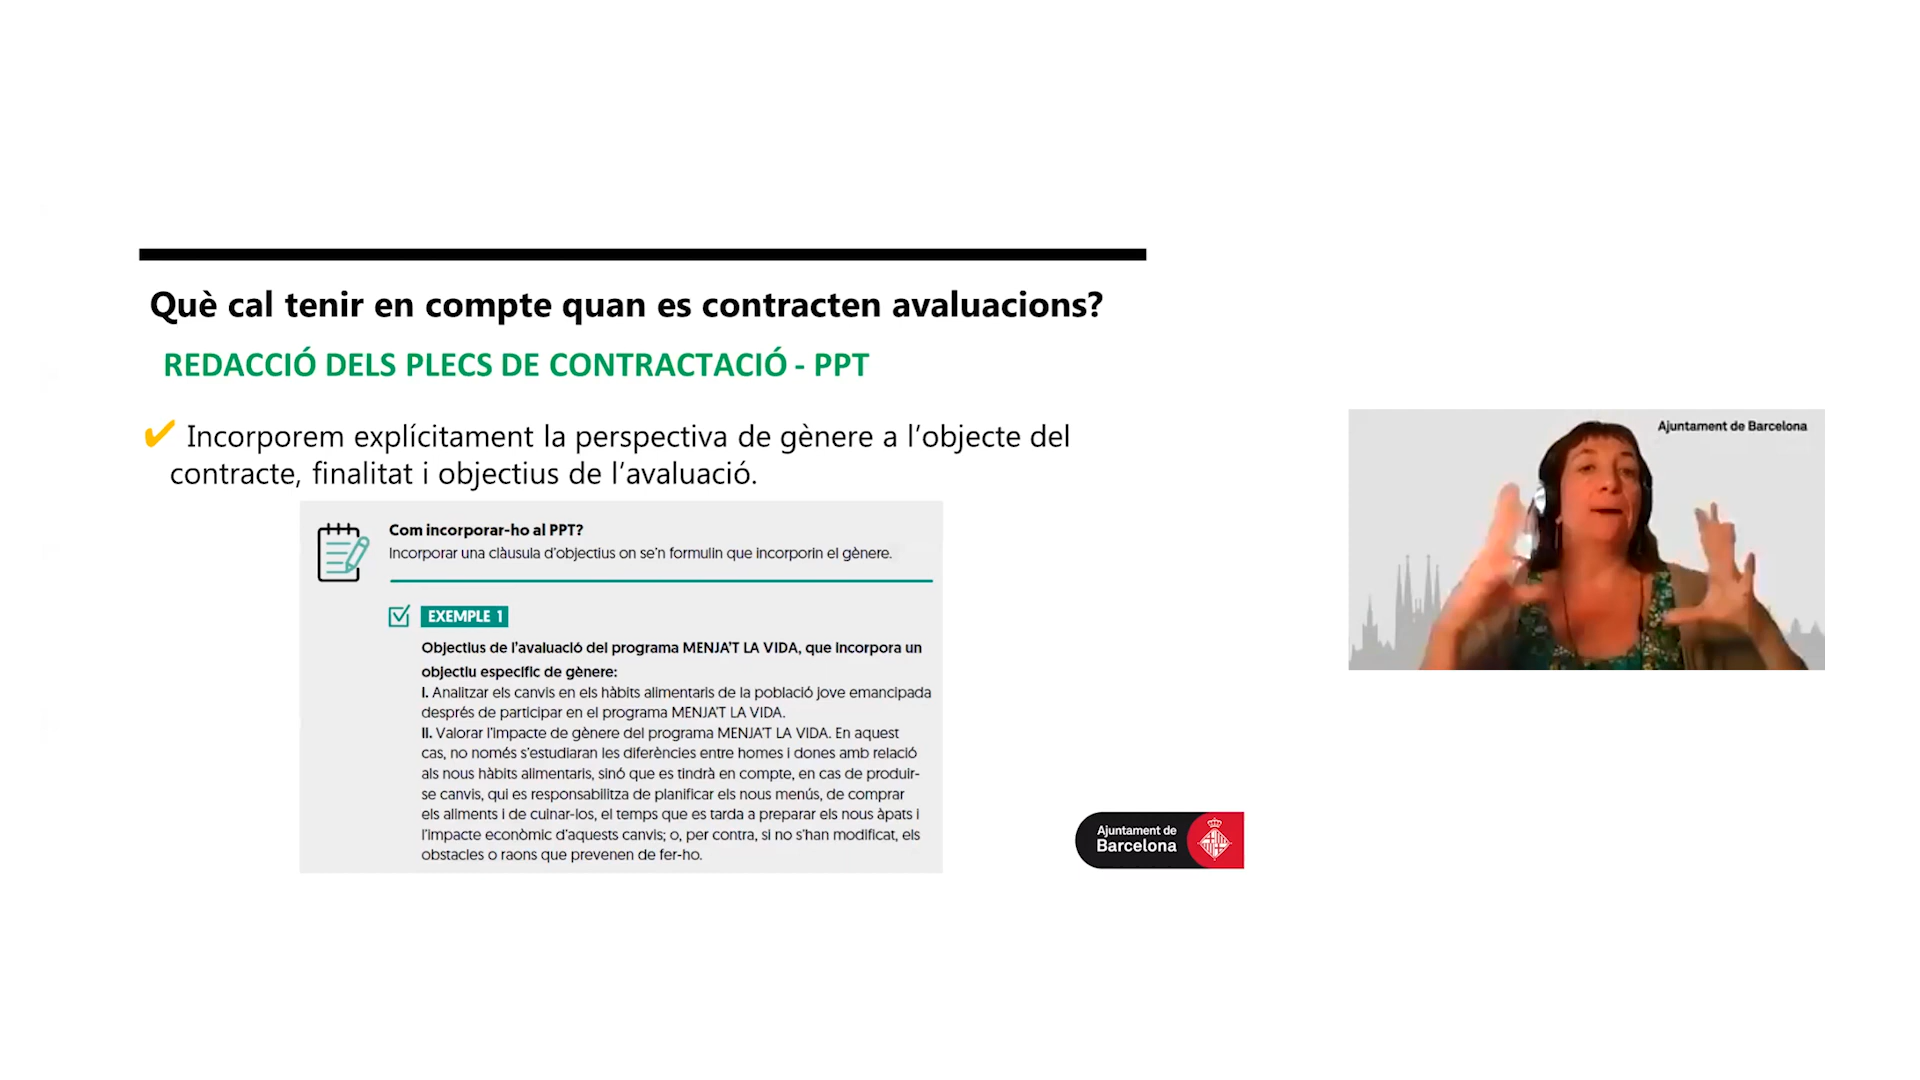 Què cal tenir en compte quan es contracten avaluacions?
REDACCIÓ DELS PLECS DE CONTRACTACIÓ - PPT
✔ Incorporem explícitament la perspectiva de gènere a l’objecte del
contracte, finalitat i objectius de l’avaluació.
Com incorporar-ho al PPT?
Incorporar una clàusula d’objectius on se’n formulin que incorporin el gènere.
EXEMPLE 1
Objectius de l’avaluació del programa MENJA’T LA VIDA, que incorpora un
objectiu específic de gènere:
I. Analitzar els canvis en els hàbits alimentaris de la població jove emancipada
després de participar en el programa MENJA’T LA VIDA.
II. Valorar l’impacte de gènere del programa MENJA’T LA VIDA. En aquest
cas, no només s’estudiaran les diferències entre homes i dones amb relació
als nous hàbits alimentaris, sinó que es tindrà en compte, en cas de produir-
se canvis, qui es responsabilitza de planificar els nous menús, de comprar
els aliments i de cuinar-los, el temps que es tarda a preparar els nous àpats i
l’impacte econòmic d’aquests canvis; o, per contra, si no s’han modificat, els
obstacles o raons que prevenen de fer-ho.
Ajuntament de
Barcelona
Ajuntament de Barcelona